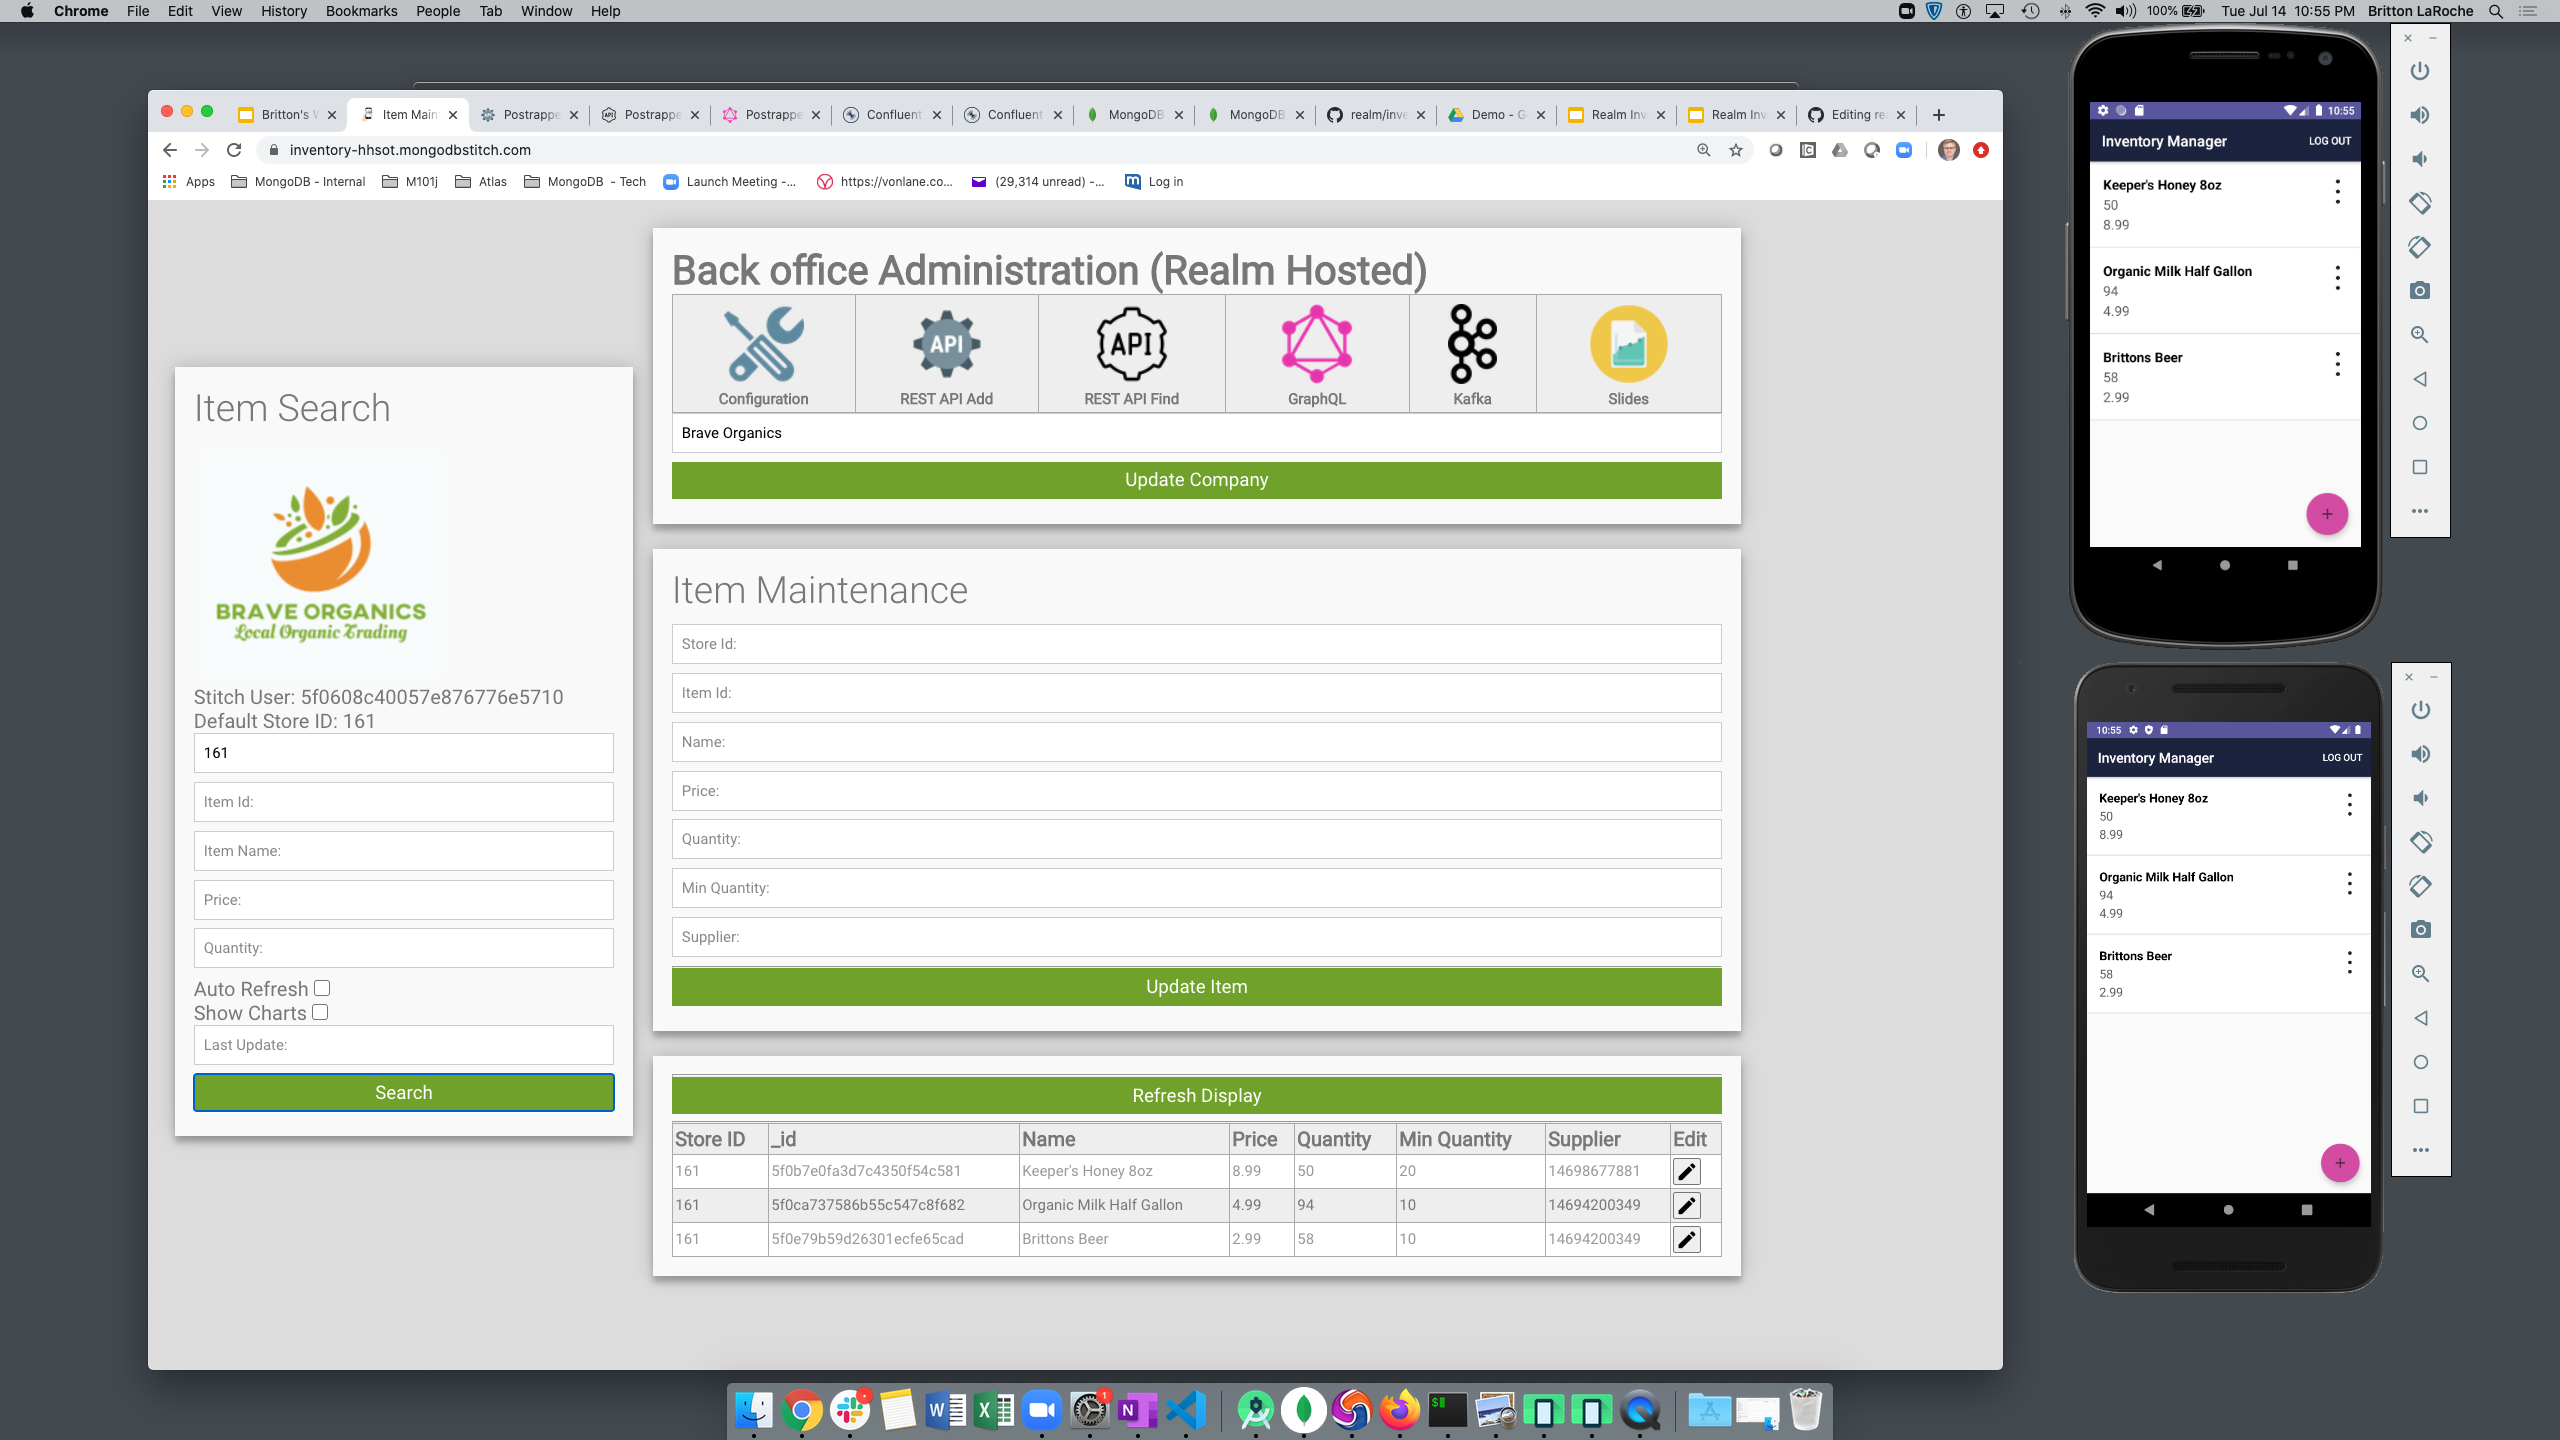 Chrome File Edit View History Bookmarks People Tab Window Help
100% Tue Jul 14 10:55 PM Britton LaRoche
Britton's Item Main Postrappe Postrappe Postrappe Confluent Confluent MongoDB MongoDB realm/inve Demo - G Realm Inv Realm Inv Editing re
inventory-hhsot.mongodbstitch.com
Apps MongoDB - Internal M101j Atlas MongoDB - Tech Launch Meeting -... https://vonlane.co... (29,314 unread) -... Log in
Item Search
BRAVE ORGANICS
Local Organic Trading
Stitch User: 5f0608c40057e876776e5710
Default Store ID: 161
161
Item Id:
Item Name:
Price:
Quantity:
Auto Refresh
Show Charts
Last Update:
Search
Back office Administration (Realm Hosted)
API API
Configuration REST API Add REST API Find GraphQL Kafka Slides
Brave Organics
Update Company
Item Maintenance
Store Id:
Item Id:
Name:
Price:
Quantity:
Min Quantity:
Supplier:
Update Item
Refresh Display
Store ID _id Name Price Quantity Min Quantity Supplier Edit
161 5f0b7e0fa3d7c4350f54c581 Keeper's Honey 8oz 8.99 50 20 14698677881
161 5f0ca737586b55c547c8f682 Organic Milk Half Gallon 4.99 94 10 14694200349
161 5f0e79b59d26301ecfe65cad Brittons Beer 2.99 58 10 14694200349
10:55
Inventory Manager LOG OUT
Keeper's Honey 8oz
50
8.99
Organic Milk Half Gallon
94
4.99
Brittons Beer
58
2.99
10:55
Inventory Manager LOG OUT
Keeper's Honey 8oz
50
8.99
Organic Milk Half Gallon
94
4.99
Brittons Beer
58
2.99
W X 1 N $